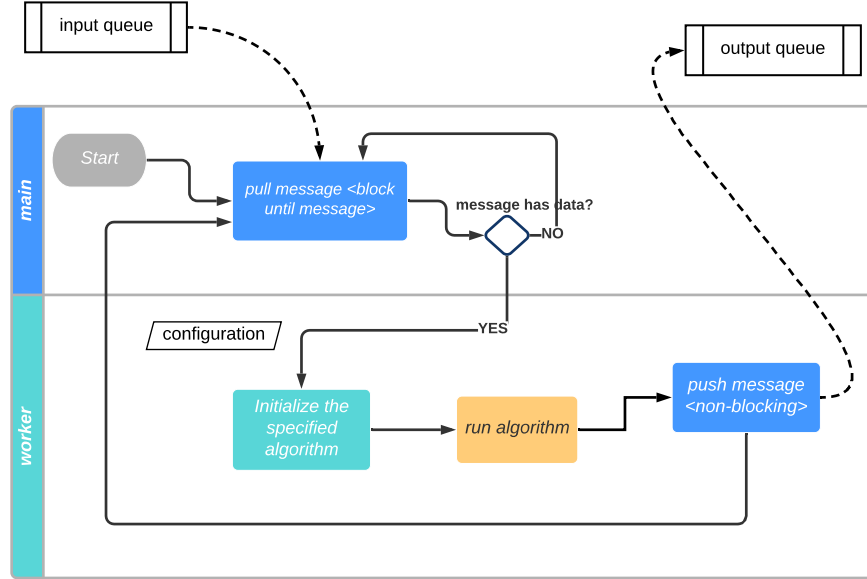 input queue
output queue
main
Start
pull message <block
until message>
message has data?
NO
worker
configuration
YES
Initialize the
specified
algorithm
run algorithm
push message
<non-blocking>